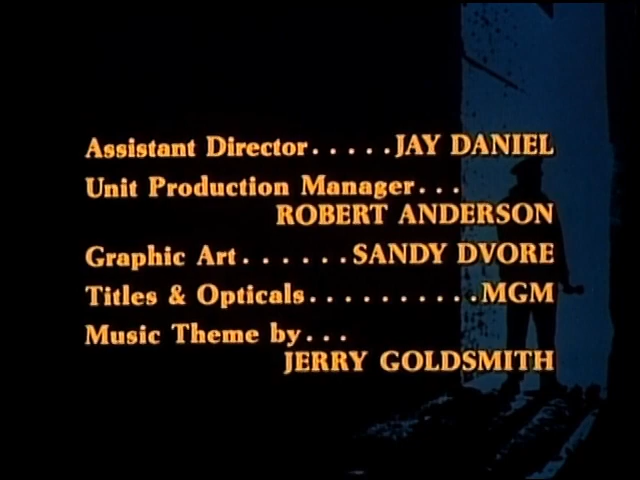 Assistant Director.....JAY DANIEL
Unit Production Manager...
ROBERT ANDERSON
Graphic Art......SANDY DVORE
Titles & Opticals..........MGM
Music Theme by...
JERRY GOLDSMITH